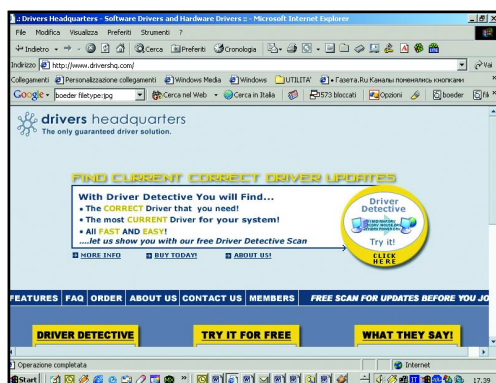 .: Drivers Headquarters - Software Drivers and Hardware Drivers :: - Microsoft Internet Explorer
File Modifica Visualizza Preferiti Strumenti ?
Indietro Cerca Preferiti Cronologia
Indirizzo http://www.drivershq.com/ Vai
Collegamenti Personalizzazione collegamenti Windows Media Windows UTILITA' Газета.Ru Каналы поменялись кнопками
Google boeder filetype:jpg Cerca nel Web Cerca in Italia 573 bloccati Opzioni boeder
drivers headquarters
The only guaranteed driver solution.
FIND CURRENT CORRECT DRIVER UPDATES
With Driver Detective You will Find...
• The CORRECT Driver that you need!
• The most CURRENT Driver for your system!
• All FAST AND EASY!
....let us show you with our free Driver Detective Scan
Driver
Detective
Try it!
CLICK
HERE
MORE INFO BUY TODAY! ABOUT US!
FEATURES FAQ ORDER ABOUT US CONTACT US MEMBERS FREE SCAN FOR UPDATES BEFORE YOU JO
DRIVER DETECTIVE TRY IT FOR FREE WHAT THEY SAY!
Operazione completata Internet
Start 17.39